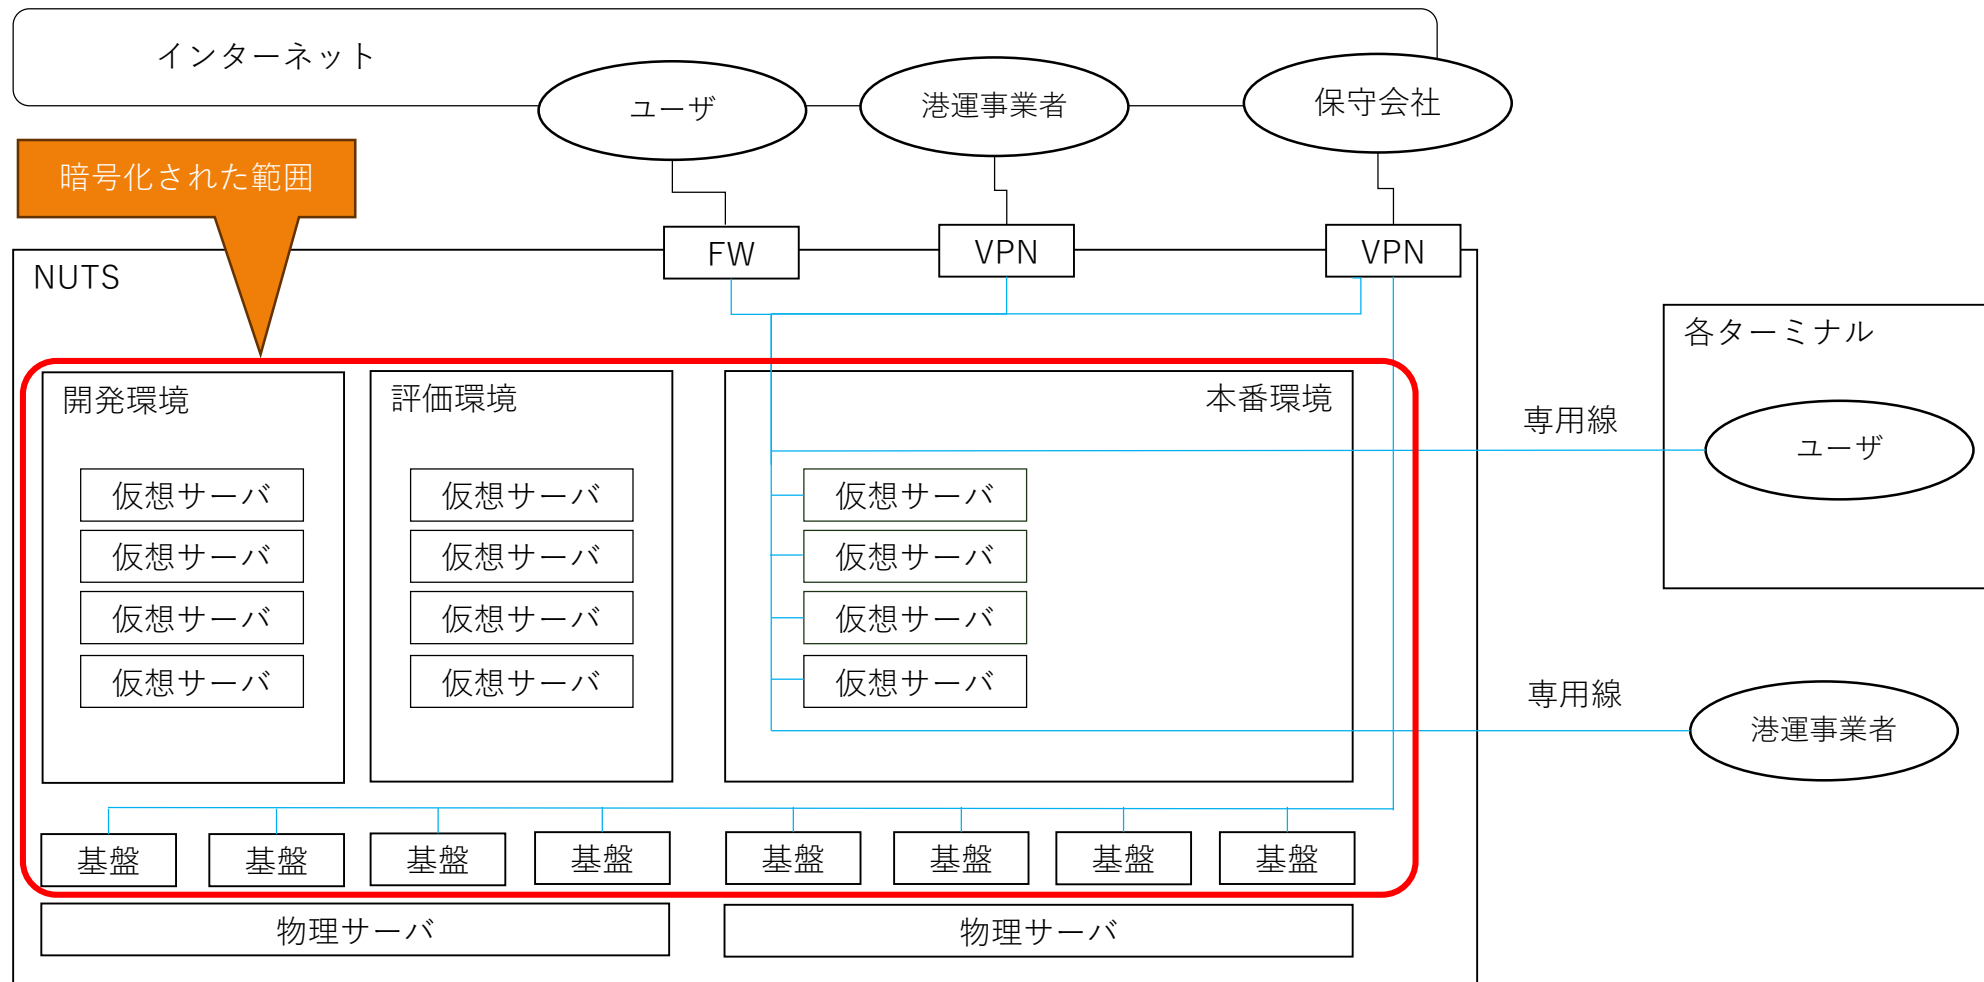 インターネット
ユーザ
港運事業者
保守会社
暗号化された範囲
FW
VPN
VPN
NUTS
各ターミナル
開発環境
評価環境
本番環境
専用線
ユーザ
仮想サーバ
仮想サーバ
仮想サーバ
仮想サーバ
仮想サーバ
仮想サーバ
仮想サーバ
仮想サーバ
仮想サーバ
仮想サーバ
仮想サーバ
仮想サーバ
専用線
港運事業者
基盤
基盤
基盤
基盤
基盤
基盤
基盤
基盤
物理サーバ
物理サーバ